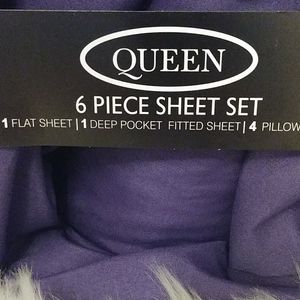 QUEEN
6 PIECE SHEET SET
1 FLAT SHEET | 1 DEEP POCKET FITTED SHEET | 4 PILLOW